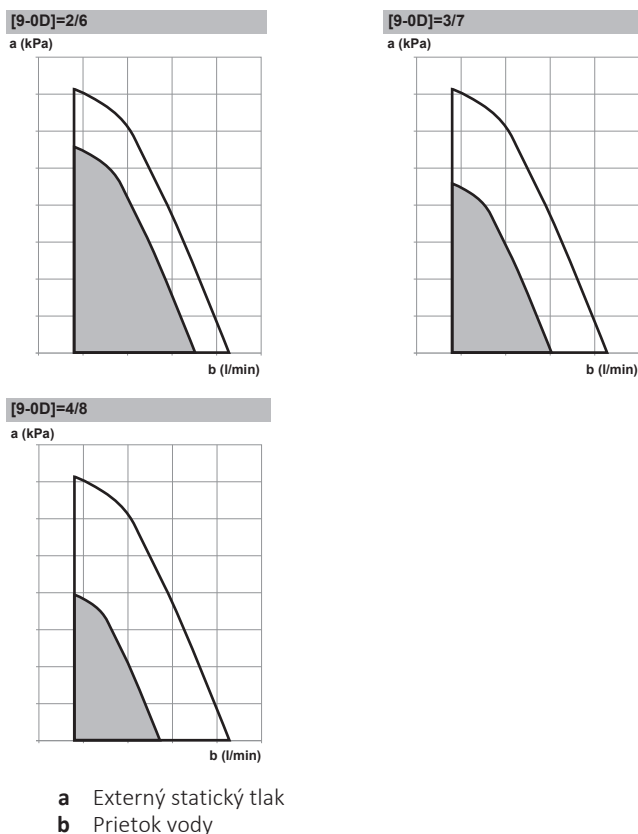 [9-0D]=2/6
a (kPa)
b (l/min)
[9-0D]=3/7
a (kPa)
b (l/min)
[9-0D]=4/8
a (kPa)
b (l/min)
a Externý statický tlak
b Prietok vody